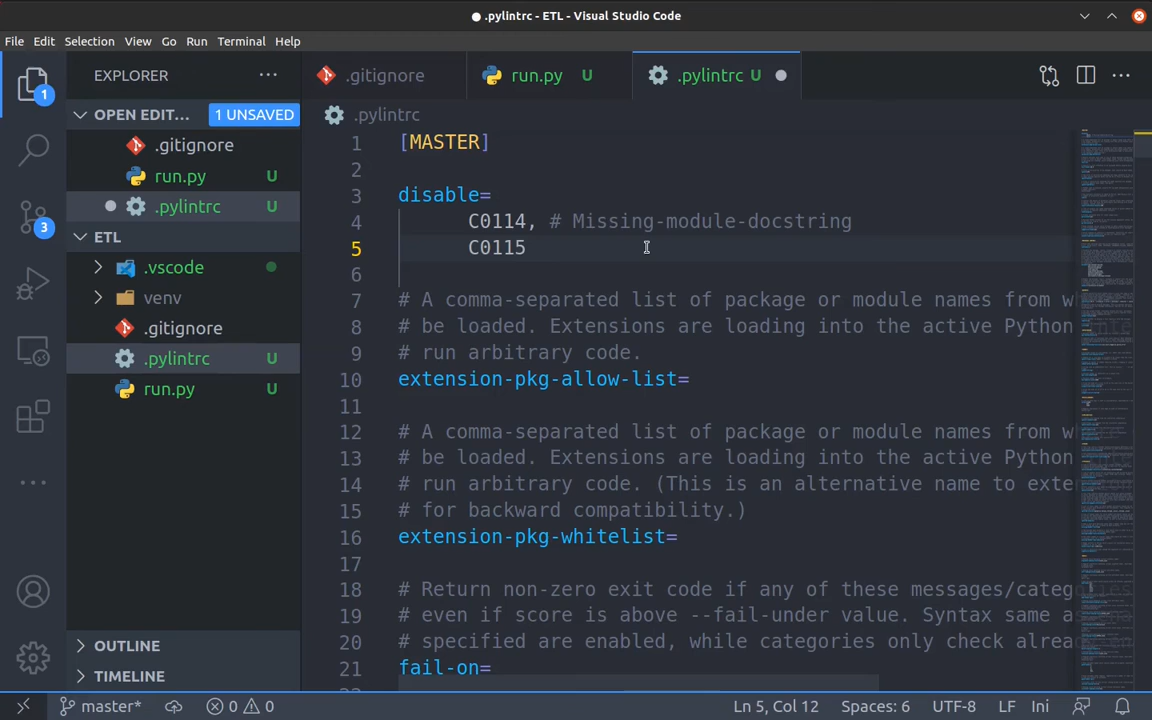 .pylintrc - ETL - Visual Studio Code
File Edit Selection View Go Run Terminal Help
EXPLORER
.gitignore
run.py U
.pylintrc U
1
OPEN EDIT... 1 UNSAVED
.gitignore
run.py U
.pylintrc U
3
ETL
.vscode
venv
.gitignore
.pylintrc U
run.py U
OUTLINE
TIMELINE
.pylintrc
1 [MASTER]
2
3 disable=
4 C0114, # Missing-module-docstring
5 C0115
6
7 # A comma-separated list of package or module names from w
8 # be loaded. Extensions are loading into the active Python
9 # run arbitrary code.
10 extension-pkg-allow-list=
11
12 # A comma-separated list of package or module names from w
13 # be loaded. Extensions are loading into the active Python
14 # run arbitrary code. (This is an alternative name to exte
15 # for backward compatibility.)
16 extension-pkg-whitelist=
17
18 # Return non-zero exit code if any of these messages/categ
19 # even if score is above --fail-under value. Syntax same a
20 # specified are enabled, while categories only check alrea
21 fail-on=
master* 0 0 Ln 5, Col 12 Spaces: 6 UTF-8 LF Ini